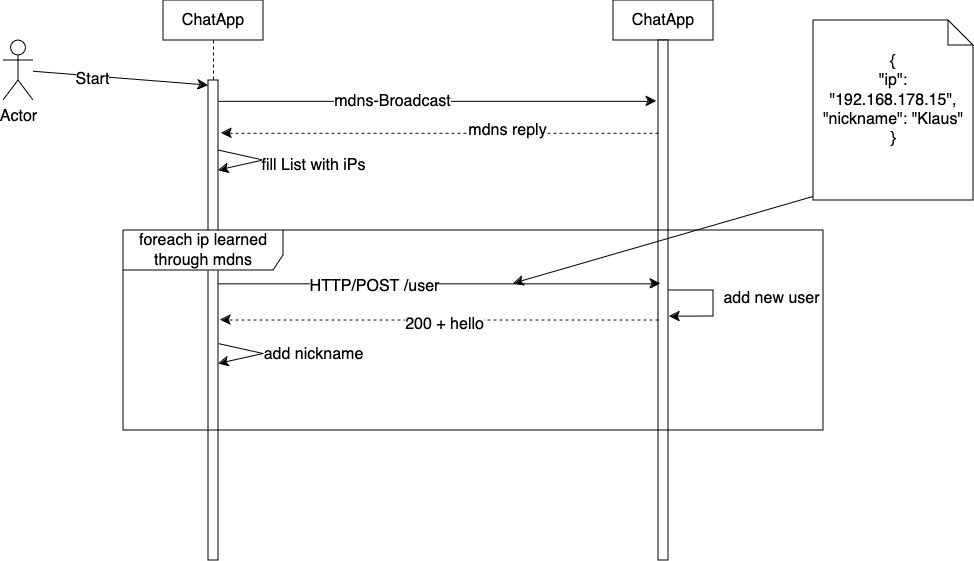 ChatApp
ChatApp
Start
Actor
mdns-Broadcast
mdns reply
fill List with iPs
{
"ip":
"192.168.178.15",
"nickname": "Klaus"
}
foreach ip learned
through mdns
HTTP/POST /user
add new user
200 + hello
add nickname